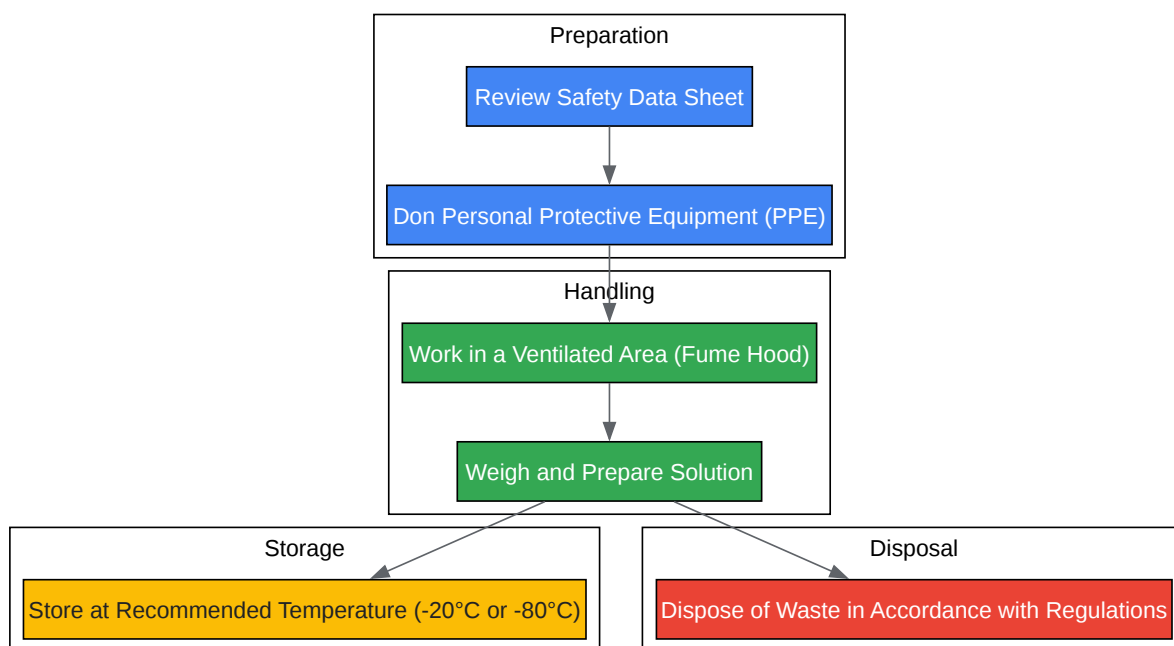 Preparation
Review Safety Data Sheet
Don Personal Protective Equipment (PPE)
Handling
Work in a Ventilated Area (Fume Hood)
Weigh and Prepare Solution
Storage
Store at Recommended Temperature (-20°C or -80°C)
Disposal
Dispose of Waste in Accordance with Regulations